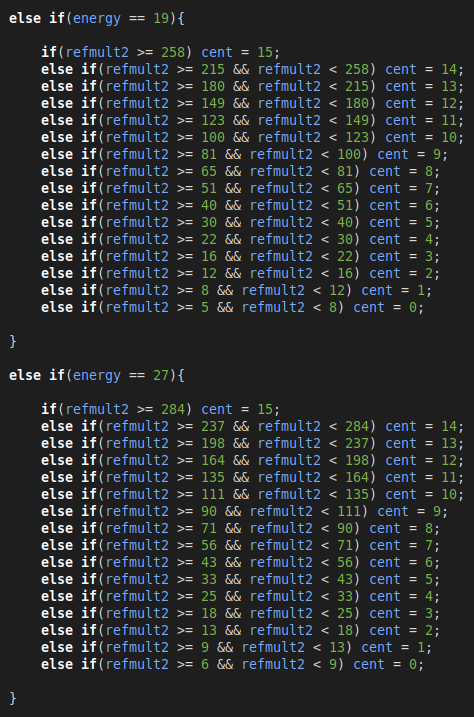 else if(energy == 19){
if(refmult2 >= 258) cent = 15;
else if(refmult2 >= 215 && refmult2 < 258) cent = 14;
else if(refmult2 >= 180 && refmult2 < 215) cent = 13;
else if(refmult2 >= 149 && refmult2 < 180) cent = 12;
else if(refmult2 >= 123 && refmult2 < 149) cent = 11;
else if(refmult2 >= 100 && refmult2 < 123) cent = 10;
else if(refmult2 >= 81 && refmult2 < 100) cent = 9;
else if(refmult2 >= 65 && refmult2 < 81) cent = 8;
else if(refmult2 >= 51 && refmult2 < 65) cent = 7;
else if(refmult2 >= 40 && refmult2 < 51) cent = 6;
else if(refmult2 >= 30 && refmult2 < 40) cent = 5;
else if(refmult2 >= 22 && refmult2 < 30) cent = 4;
else if(refmult2 >= 16 && refmult2 < 22) cent = 3;
else if(refmult2 >= 12 && refmult2 < 16) cent = 2;
else if(refmult2 >= 8 && refmult2 < 12) cent = 1;
else if(refmult2 >= 5 && refmult2 < 8) cent = 0;
}
else if(energy == 27){
if(refmult2 >= 284) cent = 15;
else if(refmult2 >= 237 && refmult2 < 284) cent = 14;
else if(refmult2 >= 198 && refmult2 < 237) cent = 13;
else if(refmult2 >= 164 && refmult2 < 198) cent = 12;
else if(refmult2 >= 135 && refmult2 < 164) cent = 11;
else if(refmult2 >= 111 && refmult2 < 135) cent = 10;
else if(refmult2 >= 90 && refmult2 < 111) cent = 9;
else if(refmult2 >= 71 && refmult2 < 90) cent = 8;
else if(refmult2 >= 56 && refmult2 < 71) cent = 7;
else if(refmult2 >= 43 && refmult2 < 56) cent = 6;
else if(refmult2 >= 33 && refmult2 < 43) cent = 5;
else if(refmult2 >= 25 && refmult2 < 33) cent = 4;
else if(refmult2 >= 18 && refmult2 < 25) cent = 3;
else if(refmult2 >= 13 && refmult2 < 18) cent = 2;
else if(refmult2 >= 9 && refmult2 < 13) cent = 1;
else if(refmult2 >= 6 && refmult2 < 9) cent = 0;
}